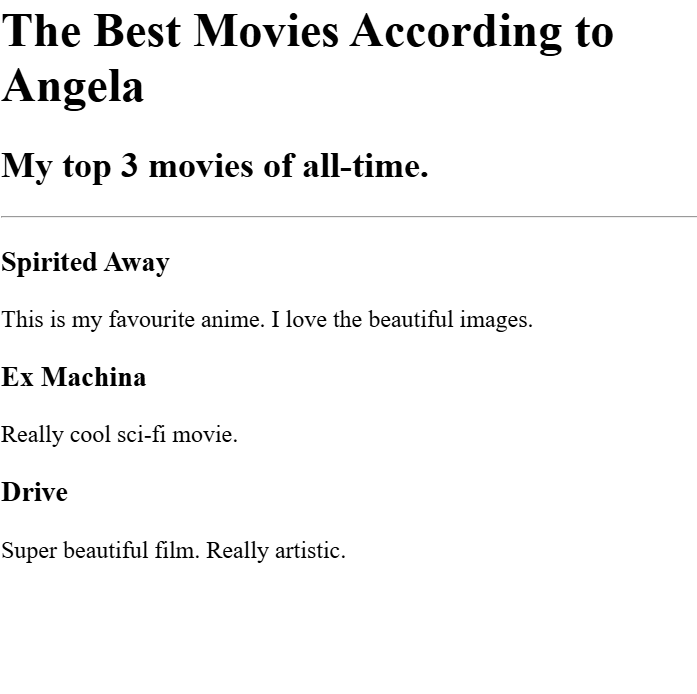 The Best Movies According to
Angela
My top 3 movies of all-time.
Spirited Away
This is my favourite anime. I love the beautiful images.
Ex Machina
Really cool sci-fi movie.
Drive
Super beautiful film. Really artistic.